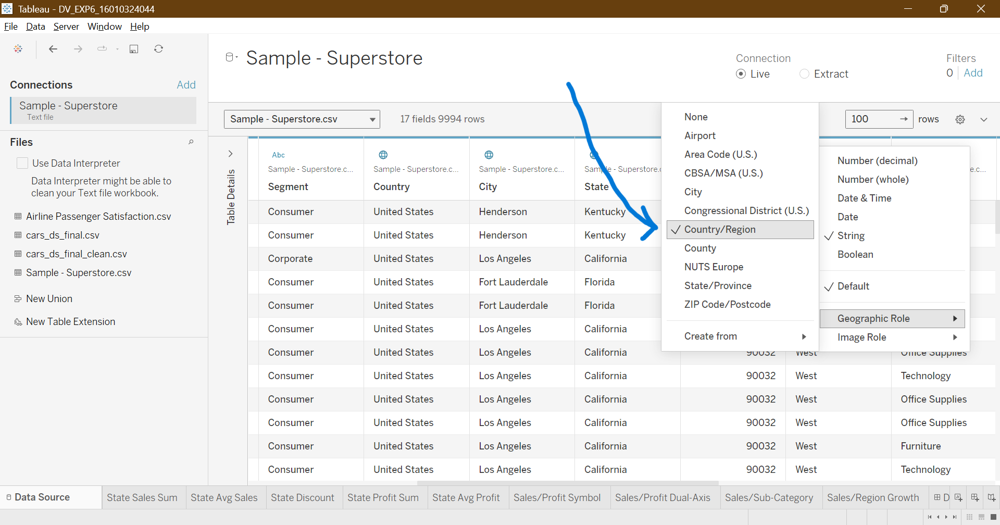 Tableau - DV_EXP6_16010324044
File Data Server Window Help
Connections Add
Sample - Superstore
Text file
Files
Use Data Interpreter
Data Interpreter might be able to
clean your Text file workbook.
Airline Passenger Satisfaction.csv
cars_ds_final.csv
cars_ds_final_clean.csv
Sample - Superstore.csv
New Union
New Table Extension
Sample - Superstore
Connection
Live Extract
Filters
0 Add
Sample - Superstore.csv 17 fields 9994 rows 100 rows
Table Details
Abc
Sample - Superstore.c... Sample - Superstore.c... Sample - Superstore.c... Sample - Superstore.c e.c...
Segment Country City State
Consumer United States Henderson Kentucky
Consumer United States Henderson Kentucky
Corporate United States Los Angeles California
Consumer United States Fort Lauderdale Florida
Consumer United States Fort Lauderdale Florida
Consumer United States Los Angeles California
Consumer United States Los Angeles California 90032 West Office Supplies
Consumer United States Los Angeles California 90032 West Technology
Consumer United States Los Angeles California 90032 West Office Supplies
Consumer United States Los Angeles California 90032 West Office Supplies
Consumer United States Los Angeles California 90032 West Furniture
Consumer United States Los Angeles California 90032 West Technology
None
Airport
Area Code (U.S.)
CBSA/MSA (U.S.)
City
Congressional District (U.S.)
Country/Region
County
NUTS Europe
State/Province
ZIP Code/Postcode
Create from
Number (decimal)
Number (whole)
Date & Time
Date
String
Boolean
Default
Geographic Role
Image Role
Data Source State Sales Sum State Avg Sales State Discount State Profit Sum State Avg Profit Sales/Profit Symbol Sales/Profit Dual-Axis Sales/Sub-Category Sales/Region Growth D